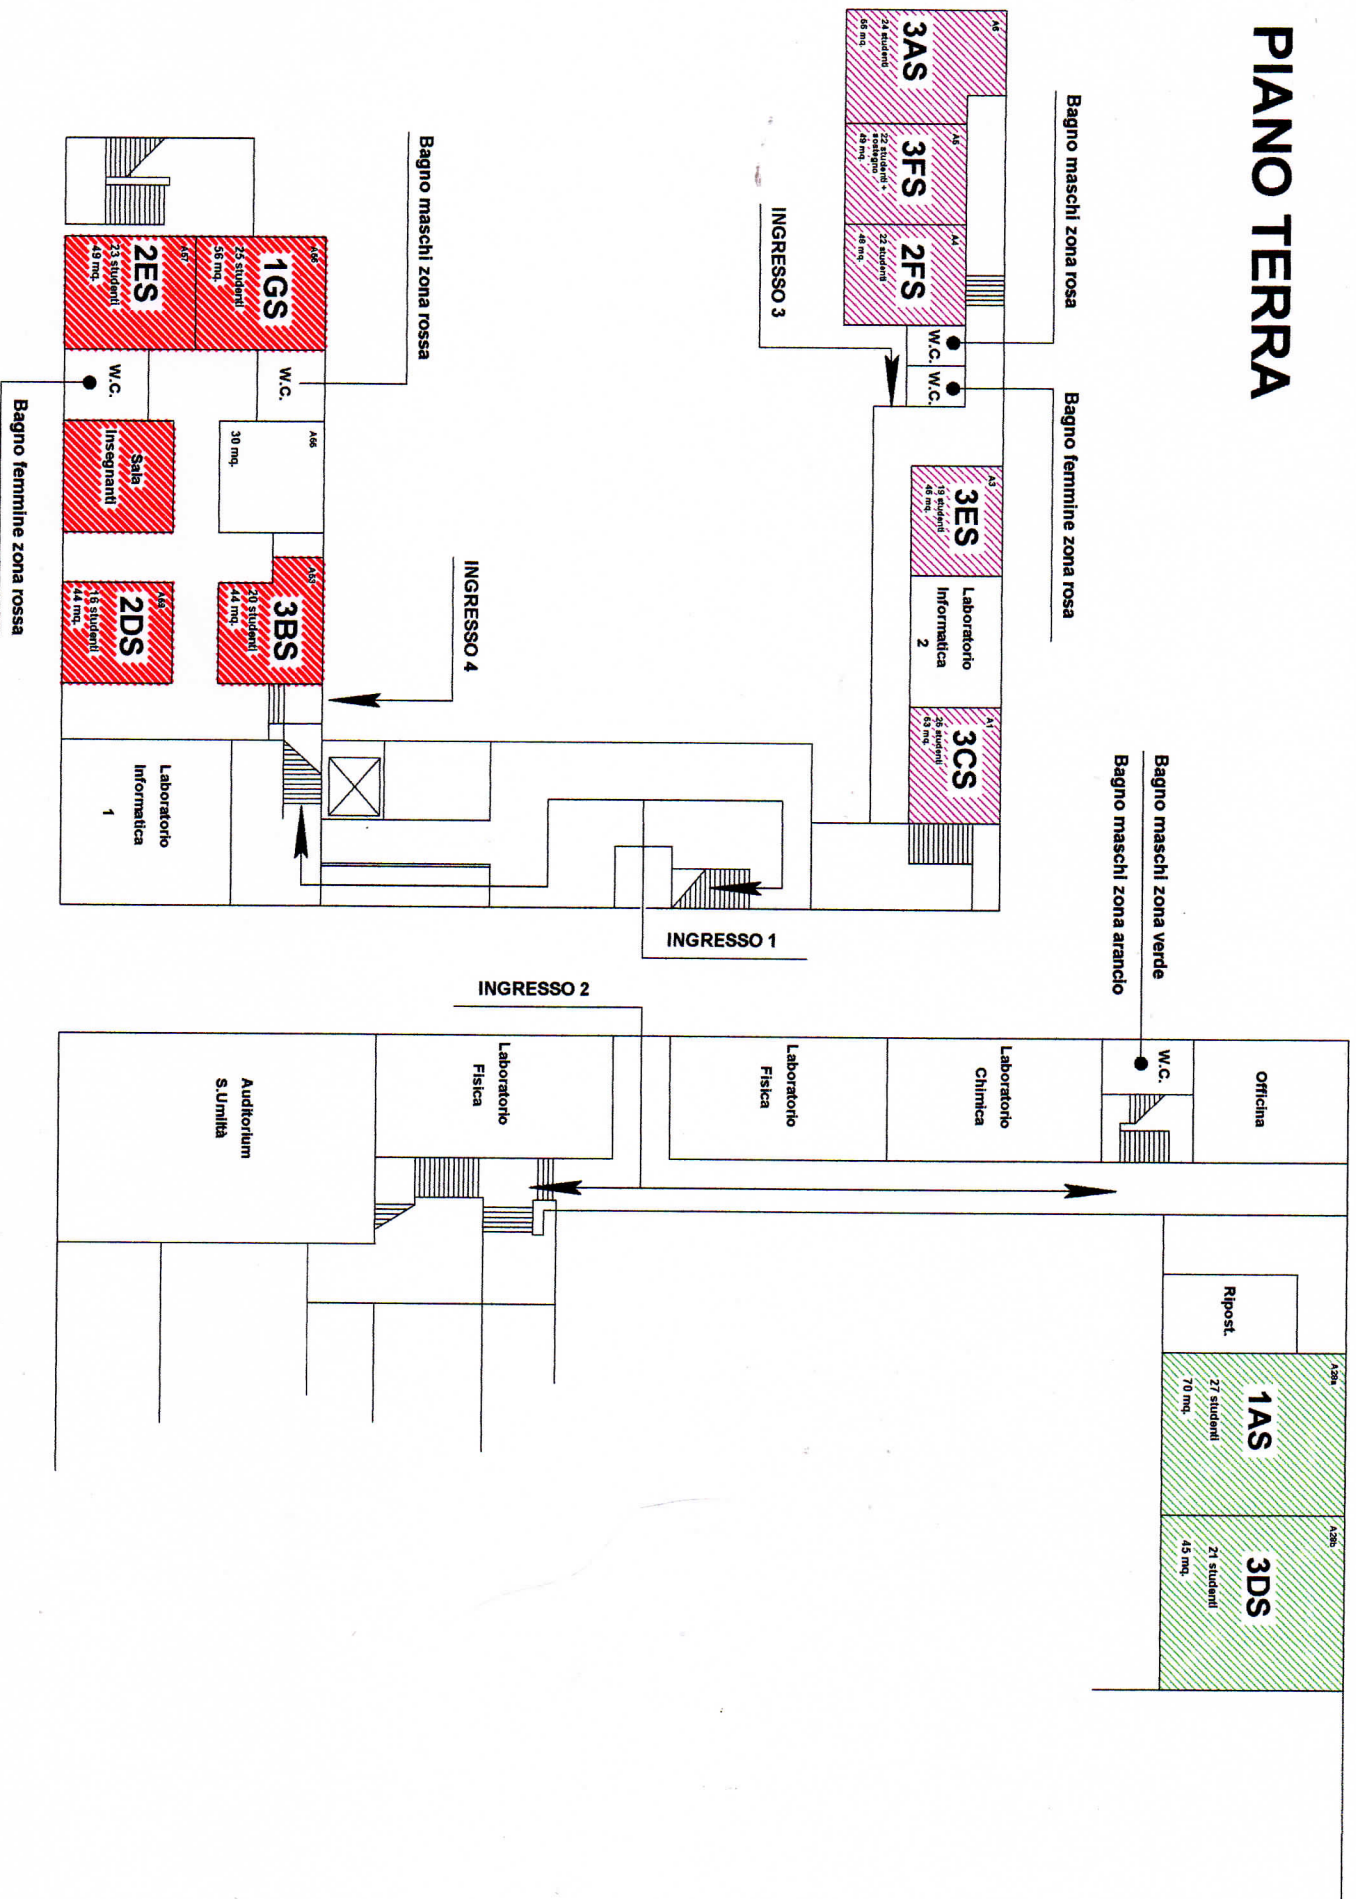 PIANO TERRA
Bagno maschi zona rosa
Bagno femmine zona rosa
Bagno maschi zona verde
Bagno maschi zona arancio
A6
3AS
24 studenti
56 mq.
A5
3FS
22 studenti +
sostegno
49 mq.
A4
2FS
22 studenti
48 mq.
W.C.
W.C.
INGRESSO 3
A3
3ES
19 studenti
46 mq.
Laboratorio
Informatica
2
A1
3CS
26 studenti
53 mq.
Officina
W.C.
Laboratorio
Chimica
Laboratorio
Fisica
Laboratorio
Fisica
Auditorium
S.Umiltà
Ripost.
A28a
1AS
27 studenti
70 mq.
A28b
3DS
21 studenti
45 mq.
INGRESSO 1
INGRESSO 2
INGRESSO 4
Bagno maschi zona rossa
1GS
25 studenti
56 mq.
A67
2ES
23 studenti
49 mq.
W.C.
W.C.
A66
30 mq.
Sala
Insegnanti
3BS
20 studenti
44 mq.
2DS
16 studenti
44 mq.
Laboratorio
Informatica
1
Bagno femmine zona rossa